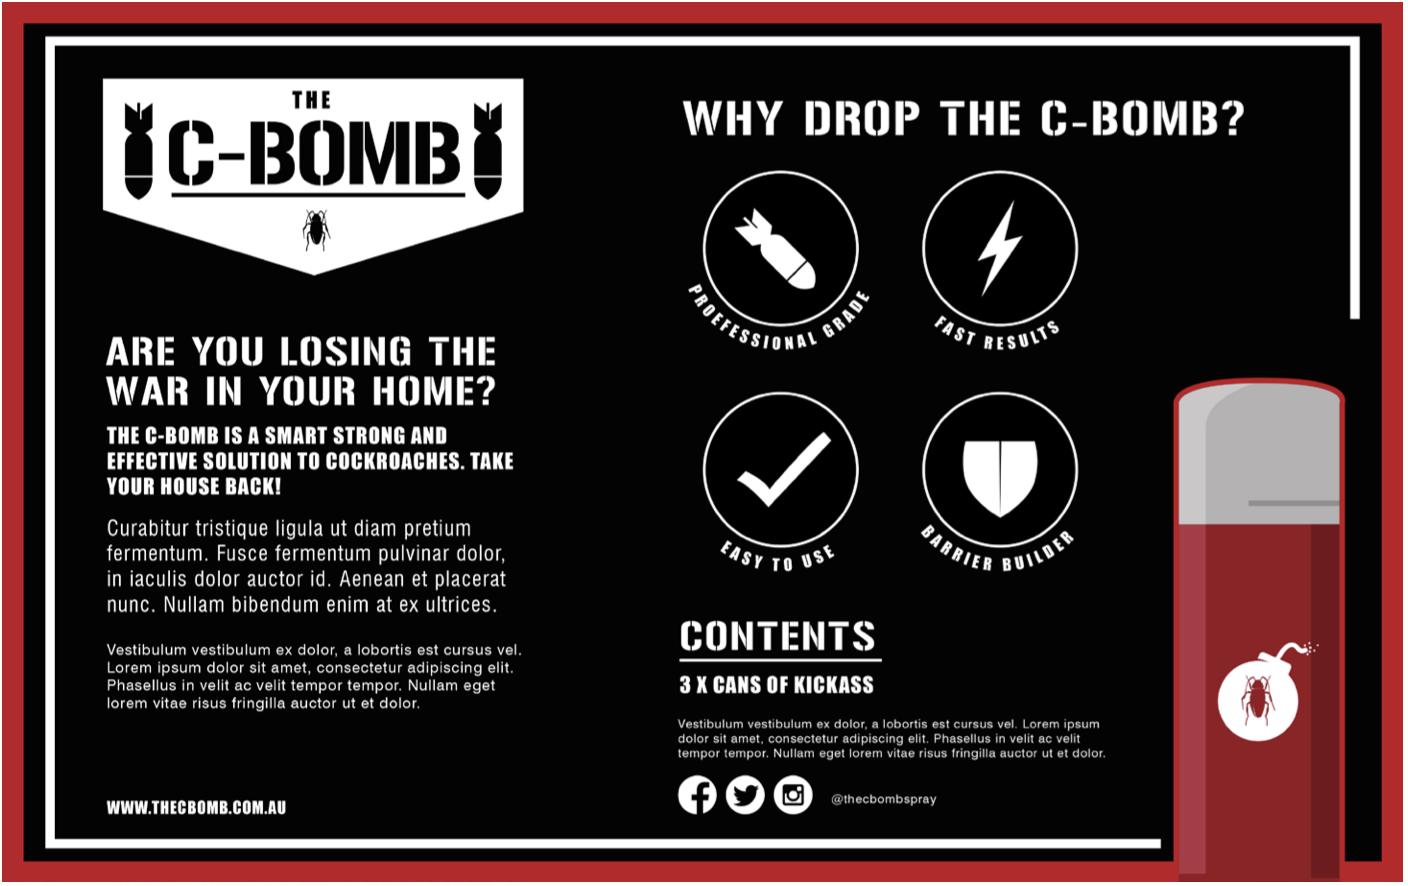 THE
C-BOMB
ARE YOU LOSING THE
WAR IN YOUR HOME?
THE C-BOMB IS A SMART STRONG AND
EFFECTIVE SOLUTION TO COCKROACHES. TAKE
YOUR HOUSE BACK!
Curabitur tristique ligula ut diam pretium
fermentum. Fusce fermentum pulvinar dolor,
in iaculis dolor auctor id. Aenean et placerat
nunc. Nullam bibendum enim at ex ultrices.
Vestibulum vestibulum ex dolor, a lobortis est cursus vel.
Lorem ipsum dolor sit amet, consectetur adipiscing elit.
Phasellus in velit ac velit tempor tempor. Nullam eget
lorem vitae risus fringilla auctor ut et dolor.
WWW.THECBOMB.COM.AU
WHY DROP THE C-BOMB?
PROEFESSIONAL GRADE
FAST RESULTS
EASY TO USE
BARRIER BUILDER
CONTENTS
3 X CANS OF KICKASS
Vestibulum vestibulum ex dolor, a lobortis est cursus vel. Lorem ipsum
dolor sit amet, consectetur adipiscing elit. Phasellus in velit ac velit
tempor tempor. Nullam eget lorem vitae risus fringilla auctor ut et dolor.
@thecbombspray